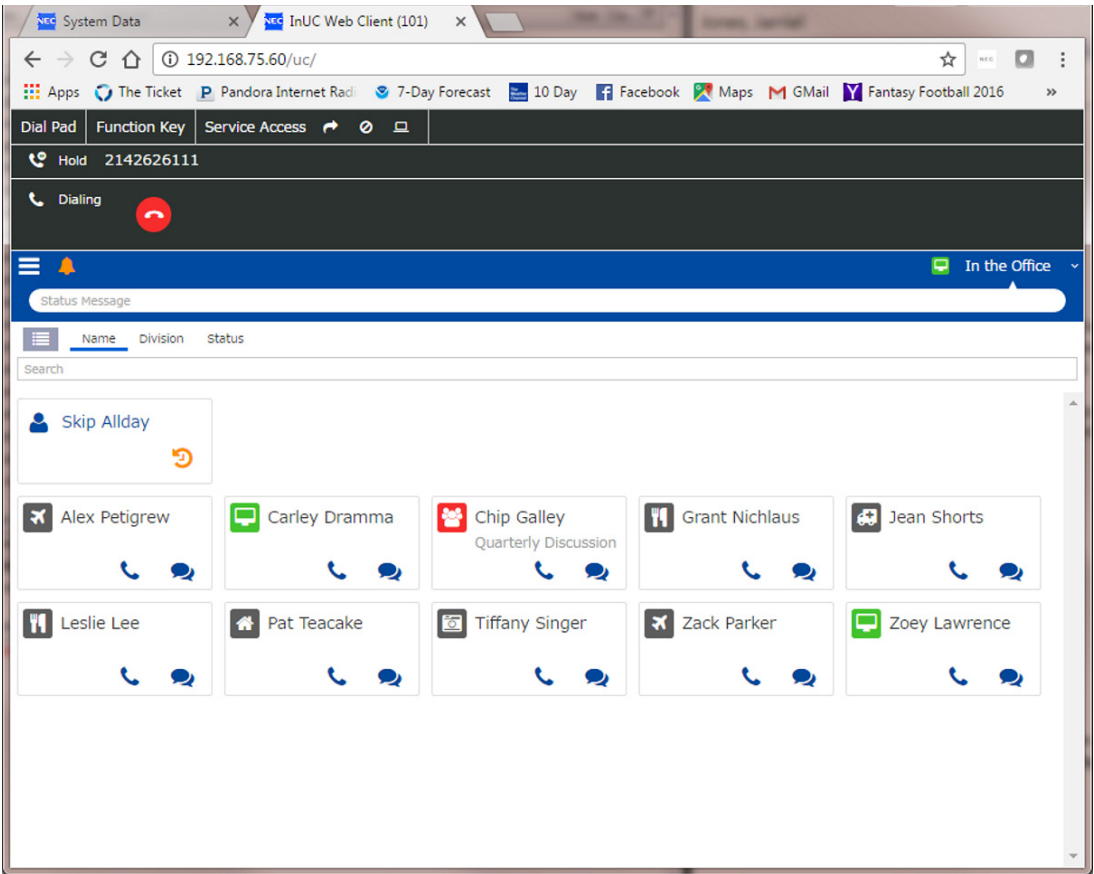 NEC System Data NEC InUC Web Client (101)
192.168.75.60/uc/ NEC
Apps The Ticket P Pandora Internet Radi 7-Day Forecast 10 Day Facebook Maps GMail Fantasy Football 2016 »
Dial Pad Function Key Service Access
Hold 2142626111
Dialing
In the Office
Status Message
Name Division Status
Search
Skip Allday
Alex Petigrew Carley Dramma Chip Galley Grant Nichlaus Jean Shorts
Quarterly Discussion
Leslie Lee Pat Teacake Tiffany Singer Zack Parker Zoey Lawrence